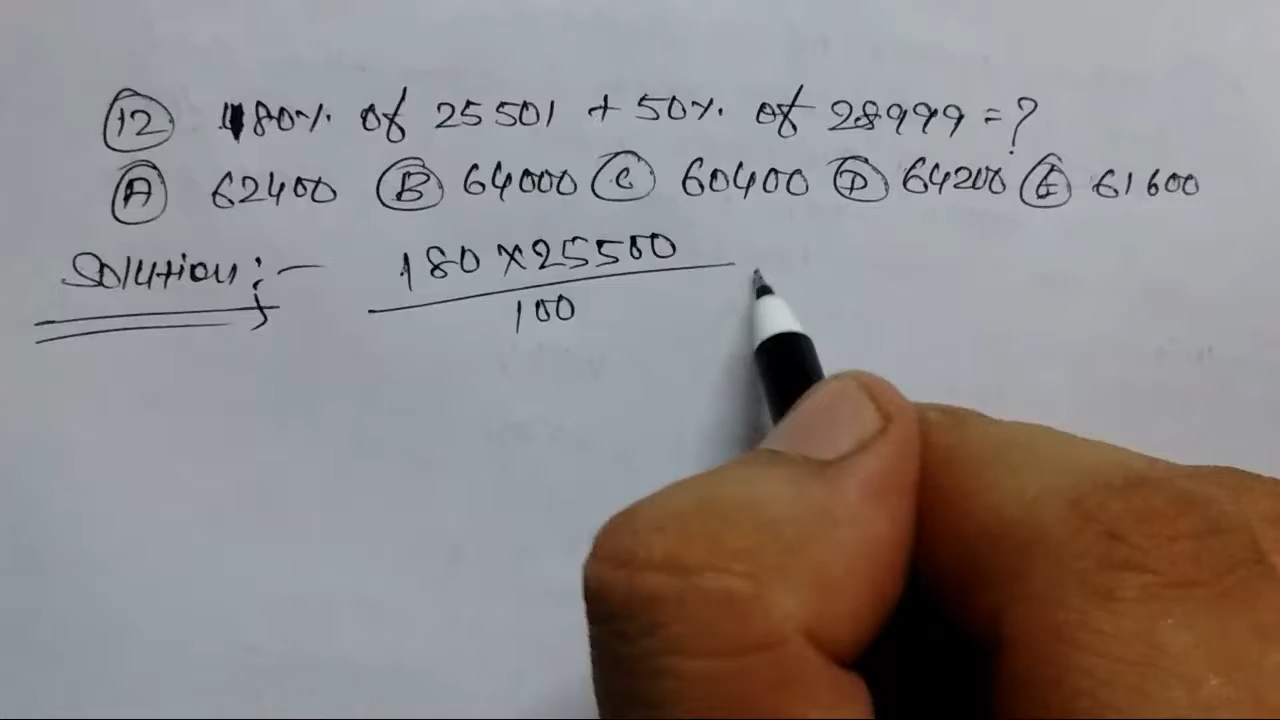 12 180% of 25501 + 50% of 28999 = ?
A 62400 B 64000 C 60400 D 64200 E 61600
Solution :- 180 × 25500
100